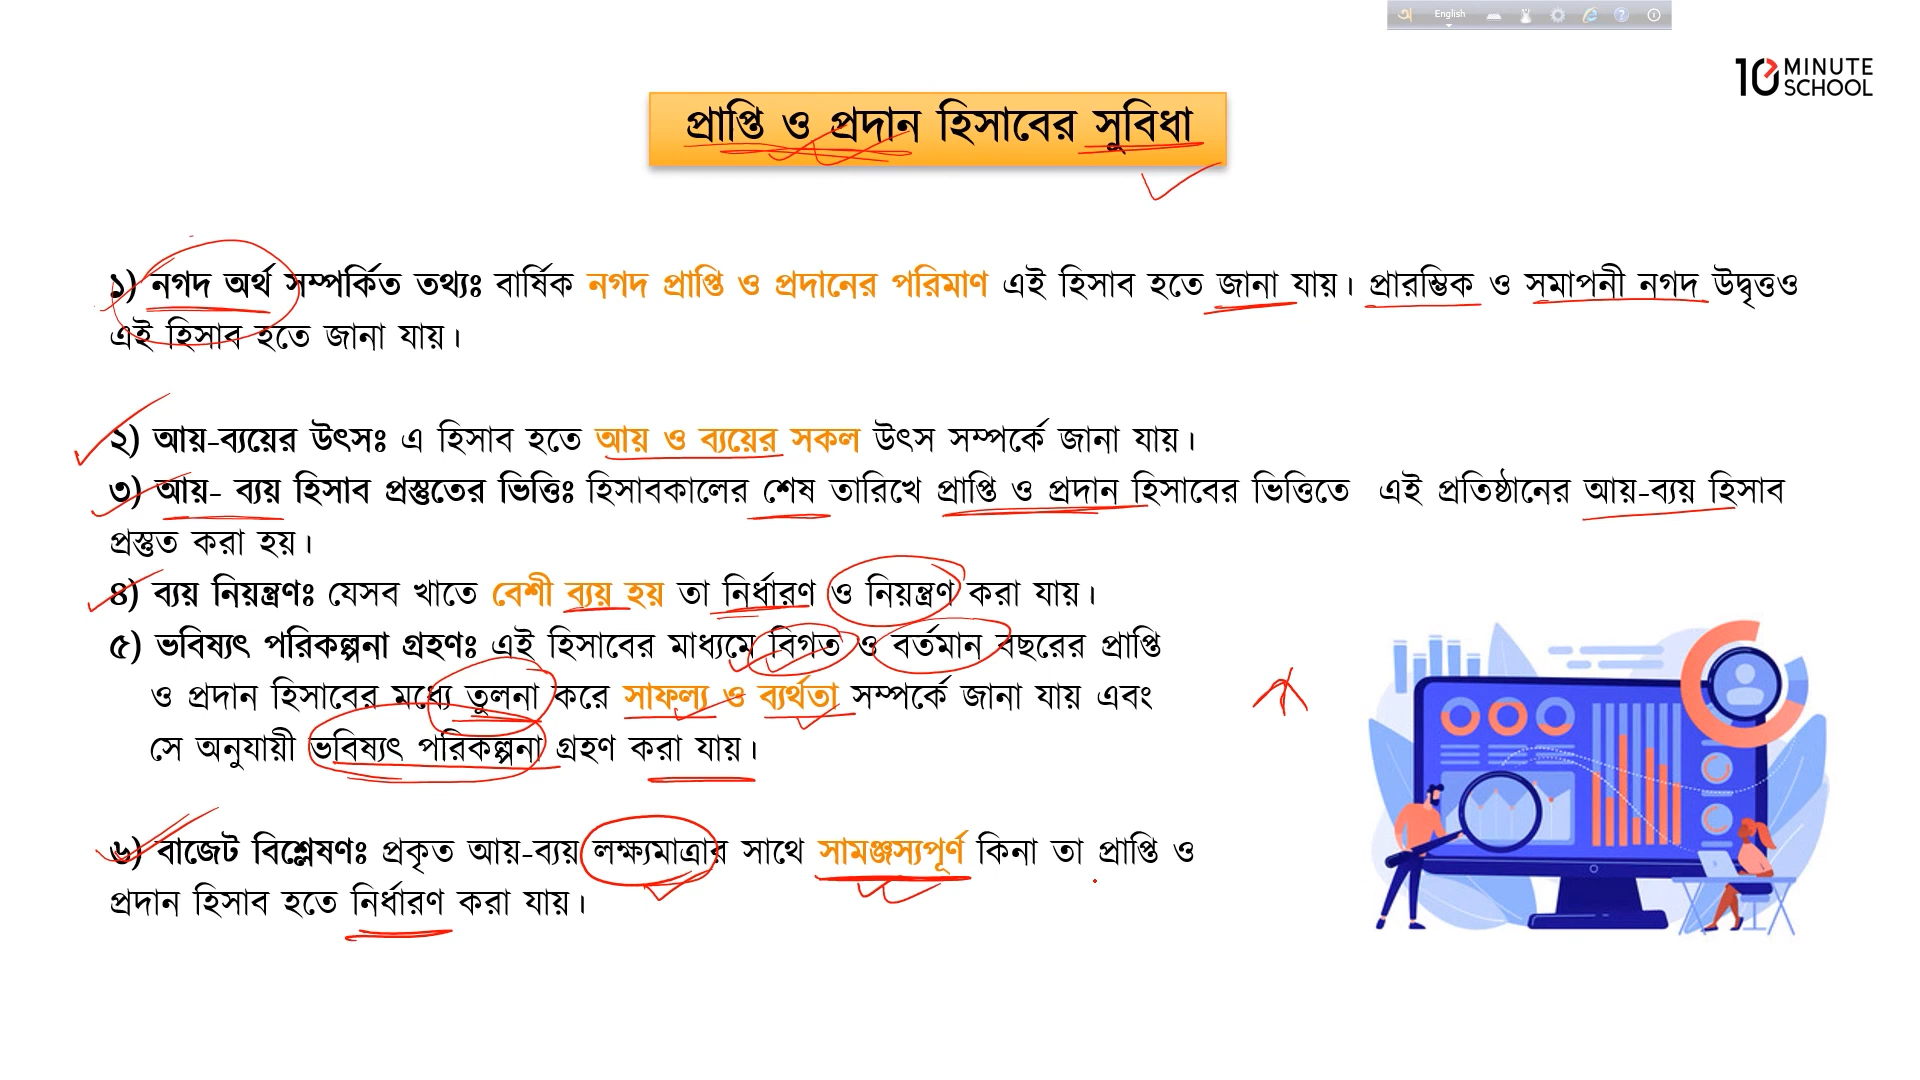 English
10 MINUTE SCHOOL
প্রাপ্তি ও প্রদান হিসাবের সুবিধা
১) নগদ অর্থ সম্পর্কিত তথ্যঃ বার্ষিক নগদ প্রাপ্তি ও প্রদানের পরিমাণ এই হিসাব হতে জানা যায়। প্রারম্ভিক ও সমাপনী নগদ উদ্বৃত্তও
এই হিসাব হতে জানা যায়।
২) আয়-ব্যয়ের উৎসঃ এ হিসাব হতে আয় ও ব্যয়ের সকল উৎস সম্পর্কে জানা যায়।
৩) আয়- ব্যয় হিসাব প্রস্তুতের ভিত্তিঃ হিসাবকালের শেষ তারিখে প্রাপ্তি ও প্রদান হিসাবের ভিত্তিতে এই প্রতিষ্ঠানের আয়-ব্যয় হিসাব
প্রস্তুত করা হয়।
৪) ব্যয় নিয়ন্ত্রণঃ যেসব খাতে বেশী ব্যয় হয় তা নির্ধারণ ও নিয়ন্ত্রণ করা যায়।
৫) ভবিষ্যৎ পরিকল্পনা গ্রহণঃ এই হিসাবের মাধ্যমে বিগত ও বর্তমান বছরের প্রাপ্তি
ও প্রদান হিসাবের মধ্যে তুলনা করে সাফল্য ও ব্যর্থতা সম্পর্কে জানা যায় এবং
সে অনুযায়ী ভবিষ্যৎ পরিকল্পনা গ্রহণ করা যায়।
৬) বাজেট বিশ্লেষণঃ প্রকৃত আয়-ব্যয় লক্ষ্যমাত্রার সাথে সামঞ্জস্যপূর্ণ কিনা তা প্রাপ্তি ও
প্রদান হিসাব হতে নির্ধারণ করা যায়।